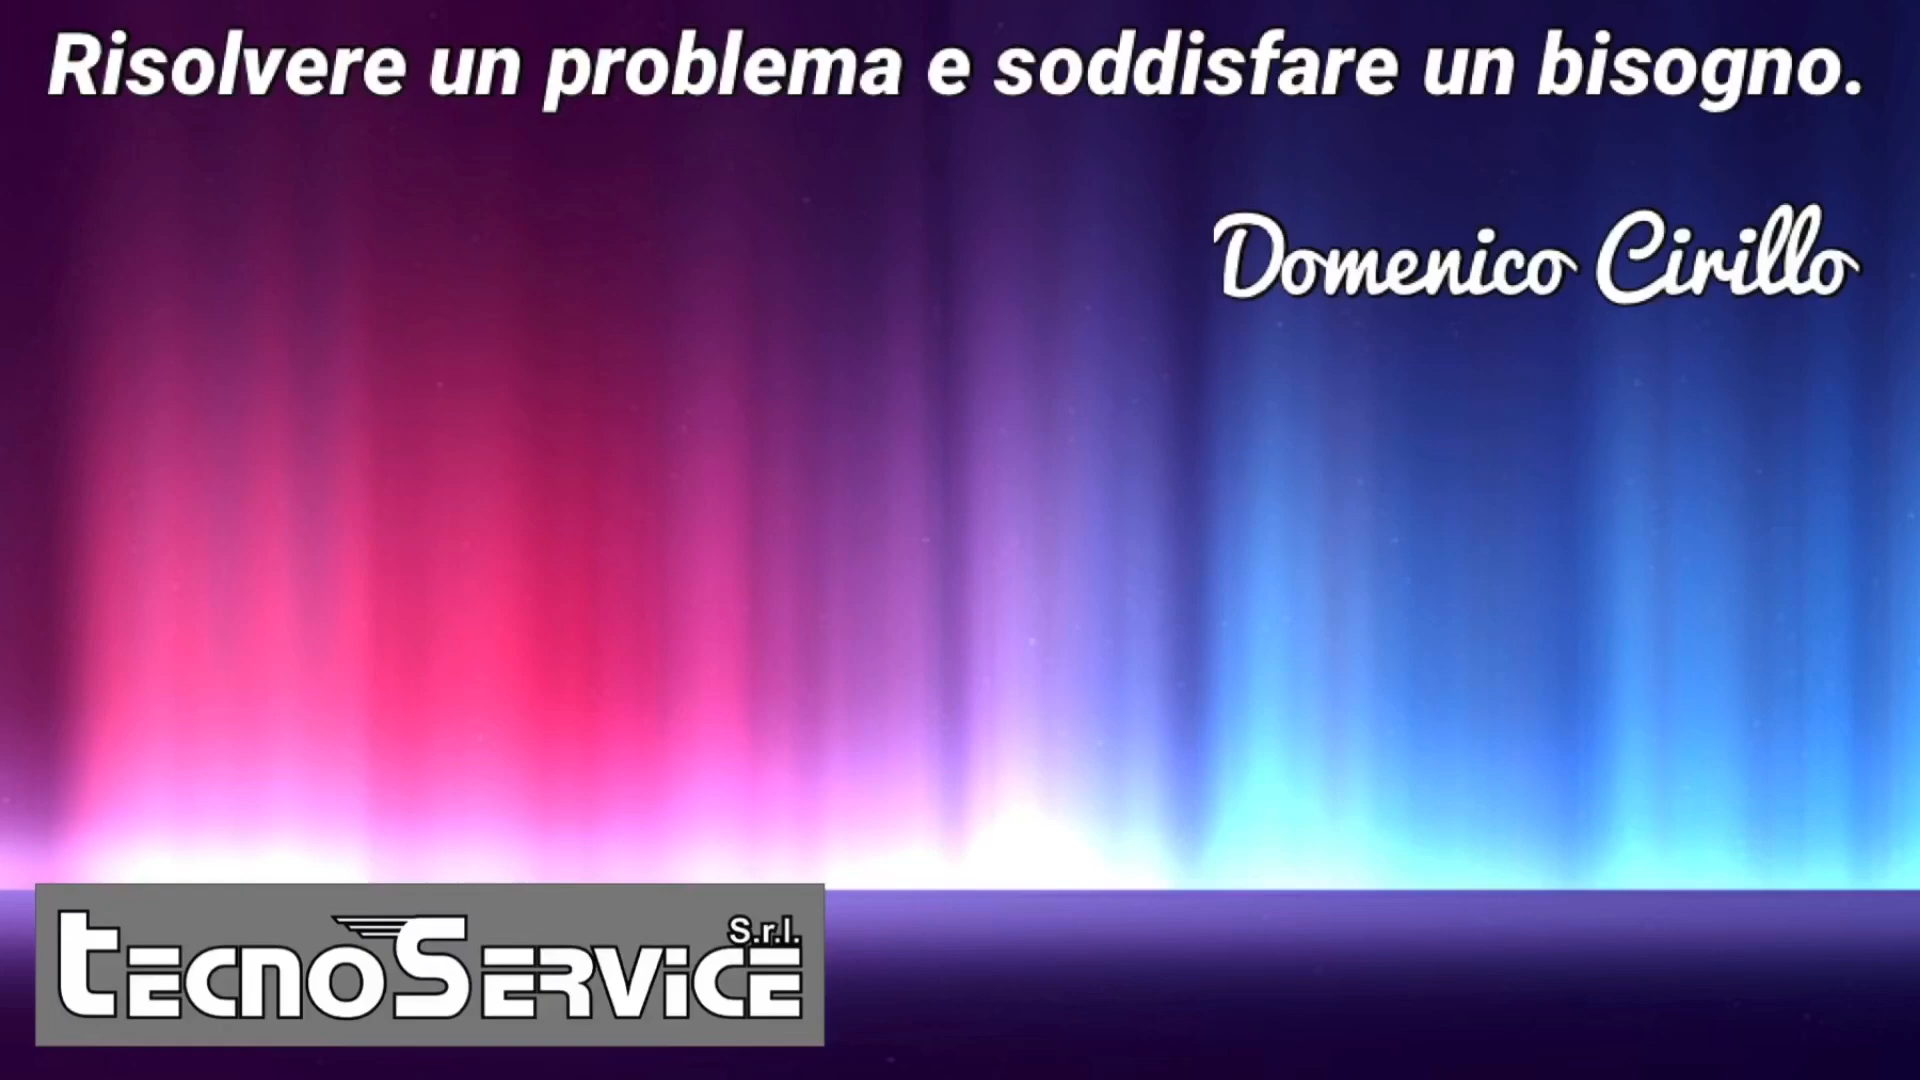 Risolvere un problema e soddisfare un bisogno.
Domenico Cirillo
tecnoService S.r.l.